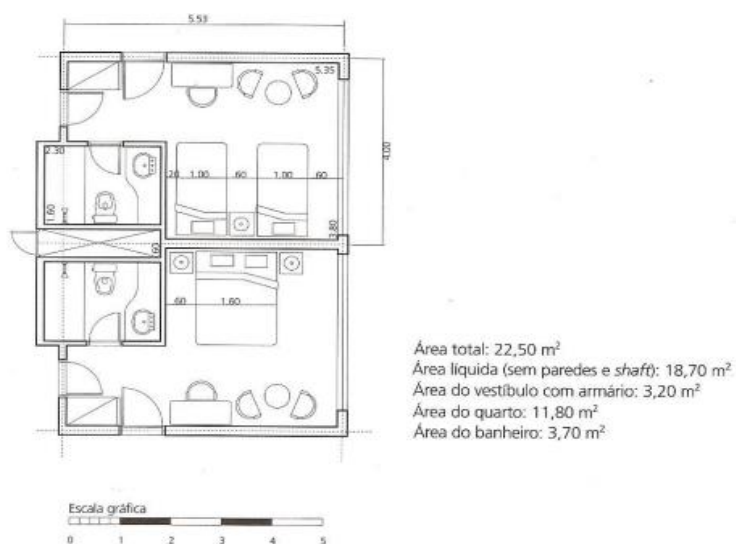 5.53
5.35
4.00
2.30
20 1.00 60 1.00 60
1.60
3.80
60
60 1.60
Área total: 22,50 m²
Área líquida (sem paredes e shaft): 18,70 m²
Área do vestíbulo com armário: 3,20 m²
Área do quarto: 11,80 m²
Área do banheiro: 3,70 m²
Escala gráfica
0 1 2 3 4 5